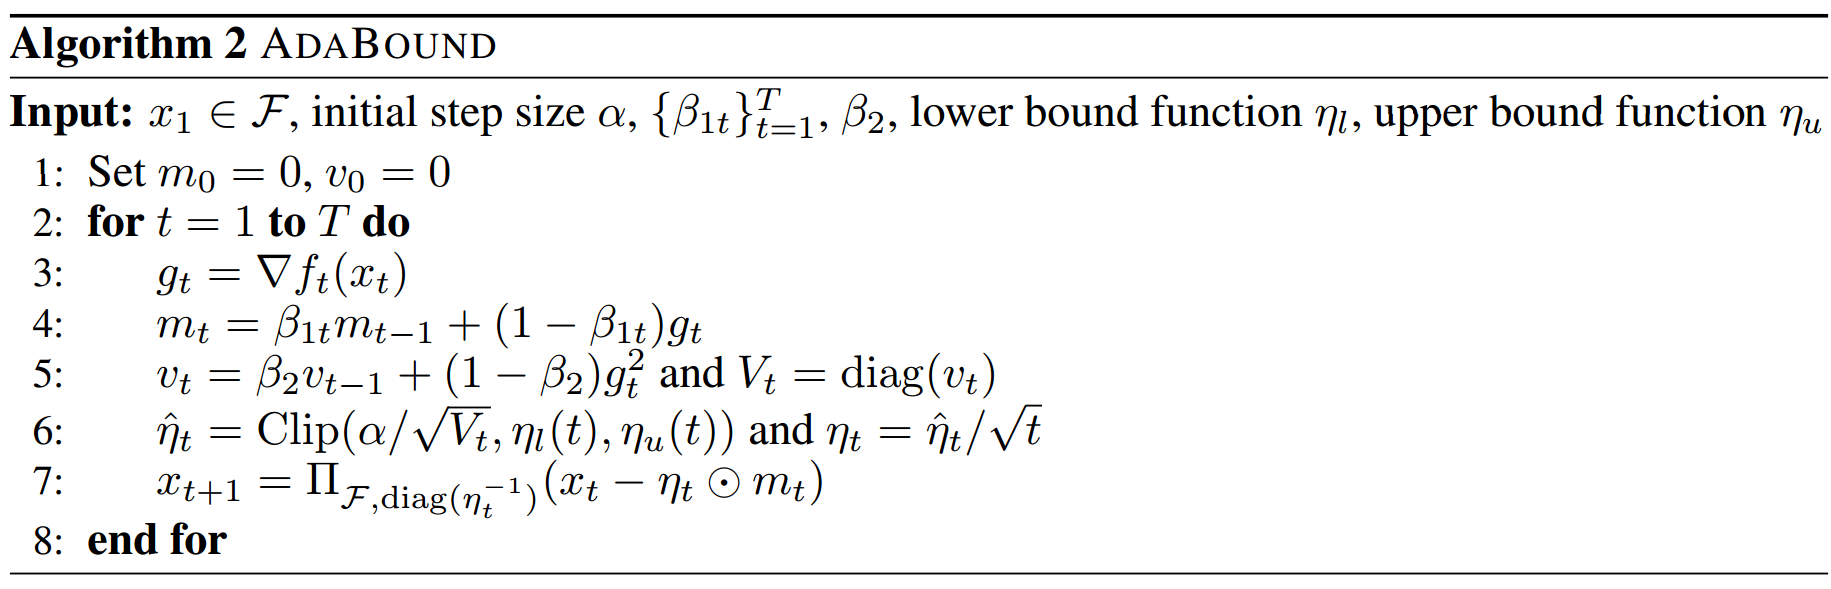 Algorithm 2 ADABOUND
Input: $x_1 \in \mathcal{F}$, initial step size $\alpha$, $\{\beta_{1t}\}_{t=1}^{T}$, $\beta_2$, lower bound function $\eta_l$, upper bound function $\eta_u$
1: Set $m_0 = 0$, $v_0 = 0$
2: for $t = 1$ to $T$ do
3: $g_t = \nabla f_t(x_t)$
4: $m_t = \beta_{1t} m_{t-1} + (1 - \beta_{1t}) g_t$
5: $v_t = \beta_2 v_{t-1} + (1 - \beta_2) g_t^2$ and $V_t = \mathrm{diag}(v_t)$
6: $\hat{\eta}_t = \mathrm{Clip}(\alpha/\sqrt{V_t}, \eta_l(t), \eta_u(t))$ and $\eta_t = \hat{\eta}_t/\sqrt{t}$
7: $x_{t+1} = \Pi_{\mathcal{F}, \mathrm{diag}(\eta_t^{-1})}(x_t - \eta_t \odot m_t)$
8: end for